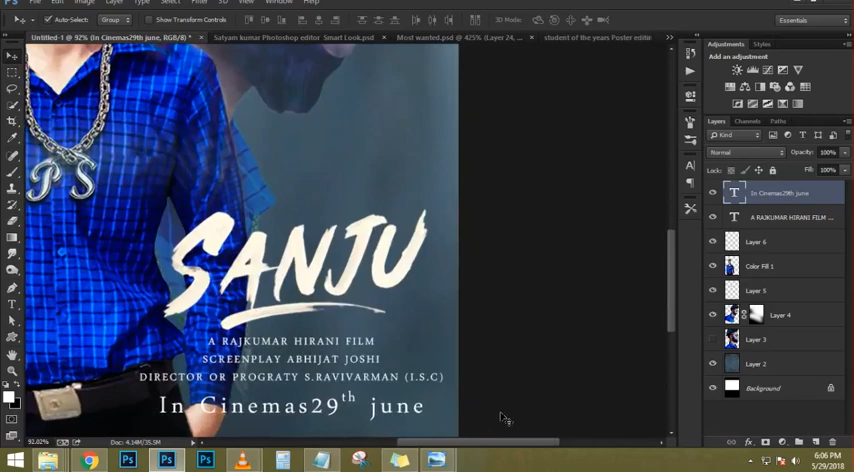 File Edit Image Layer Type Select Filter 3D View Window Help
Auto-Select: Group Show Transform Controls 3D Mode: Essentials
Untitled-1 @ 92% (In Cinemas29th june, RGB/8) * × Satyam kumar Photoshop editor Smart Look.psd × Most wanted.psd @ 425% (Layer 24, ... × student of the years Poster editin
Adjustments Styles
Add an adjustment
Layers Channels Paths
Kind
Normal Opacity: 100%
Lock: Fill: 100%
In Cinemas29th june
A RAJKUMAR HIRANI FILM ...
Layer 6
Color Fill 1
Layer 5
Layer 4
Layer 3
Layer 2
Background
PS
SANJU
A RAJKUMAR HIRANI FILM
SCREENPLAY ABHIJAT JOSHI
DIRECTOR OR PROGRATY S.RAVIVARMAN (I.S.C)
In Cinemas29th june
92.02% Doc: 4.14M/35.5M
6:06 PM
5/29/2018